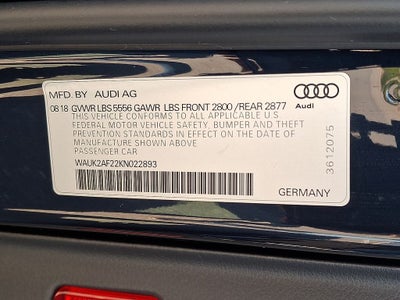 MFD. BY AUDI AG
08 18 GVWR LBS 5556 GAWR LBS FRONT 2800 /REAR 2877
THIS VEHICLE CONFORMS TO ALL APPLICABLE U.S.
FEDERAL MOTOR VEHICLE SAFETY, BUMPER AND THEFT
PREVENTION STANDARDS IN EFFECT ON THE DATE OF
MANUFACTURE SHOWN ABOVE.
PASSENGER CAR
WAUK2AF22KN022893
Audi
3612075
GERMANY